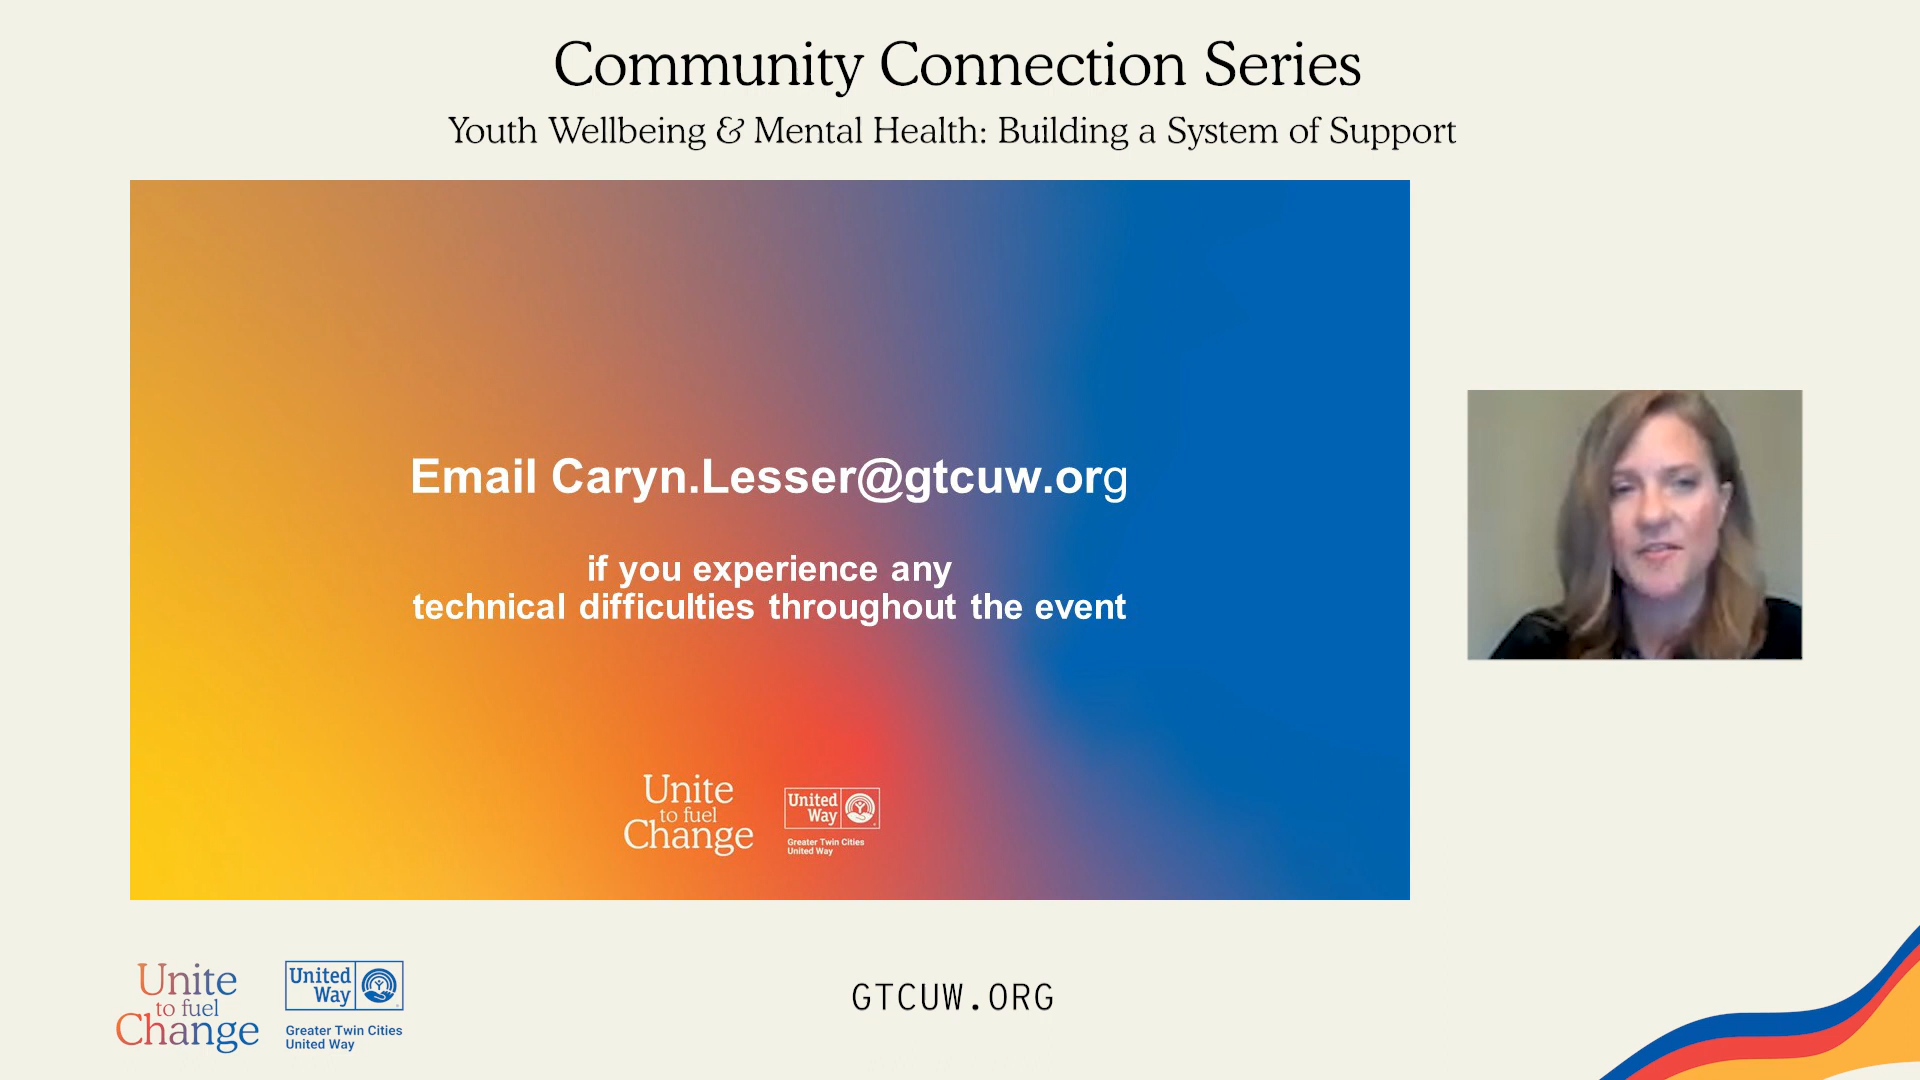 Community Connection Series
Youth Wellbeing & Mental Health: Building a System of Support
Email Caryn.Lesser@gtcuw.org
if you experience any
technical difficulties throughout the event
Unite
to fuel
Change
United
Way
Greater Twin Cities
United Way
Unite
to fuel
Change
United
Way
Greater Twin Cities
United Way
GTCUW.ORG